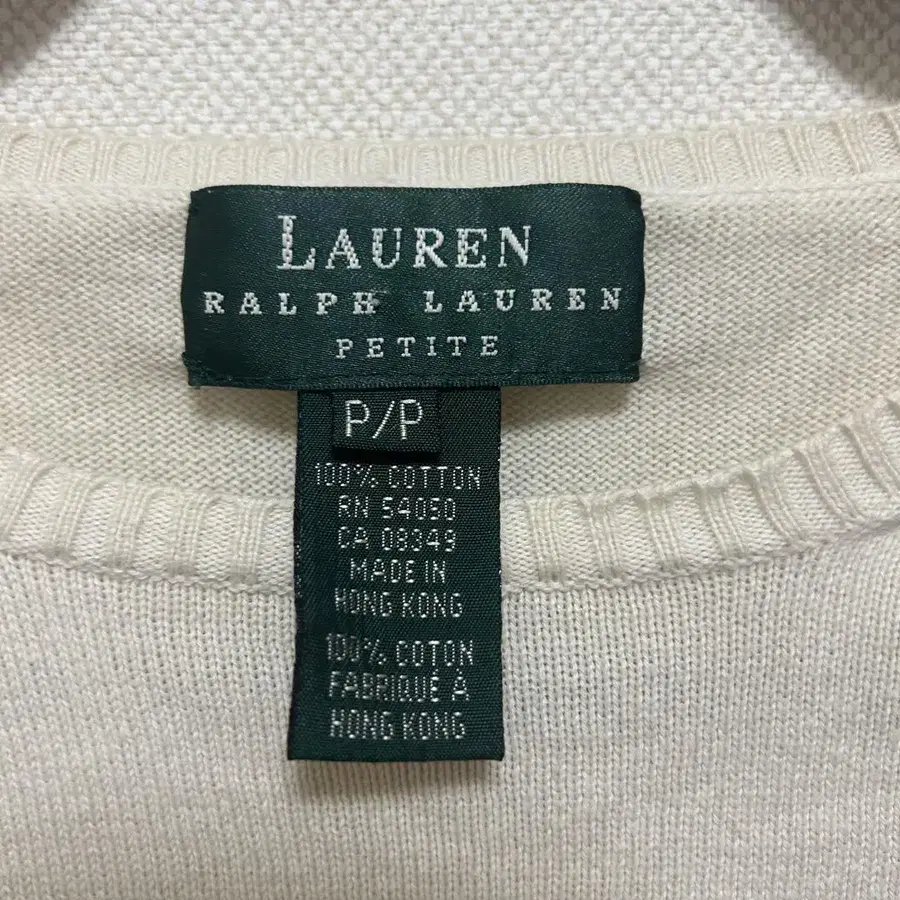 LAUREN
RALPH LAUREN
PETITE
P/P
100% COTTON
RN 54050
CA 08349
MADE IN
HONG KONG
100% COTON
FABRIQUÉ À
HONG KONG